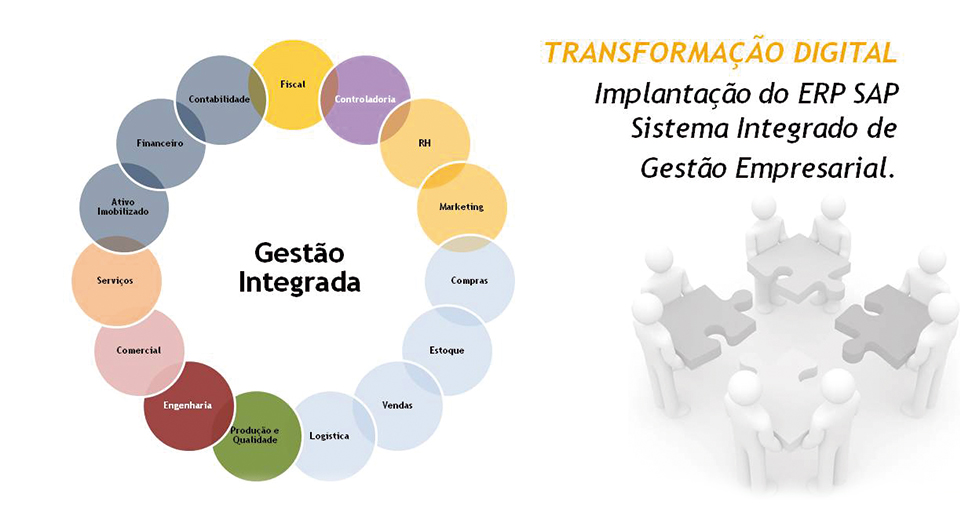 TRANSFORMAÇÃO DIGITAL
Implantação do ERP SAP
Sistema Integrado de
Gestão Empresarial.
Gestão
Integrada
Fiscal
Controladoria
RH
Marketing
Compras
Estoque
Vendas
Logística
Produção e
Qualidade
Engenharia
Comercial
Serviços
Ativo
Imobilizado
Financeiro
Contabilidade